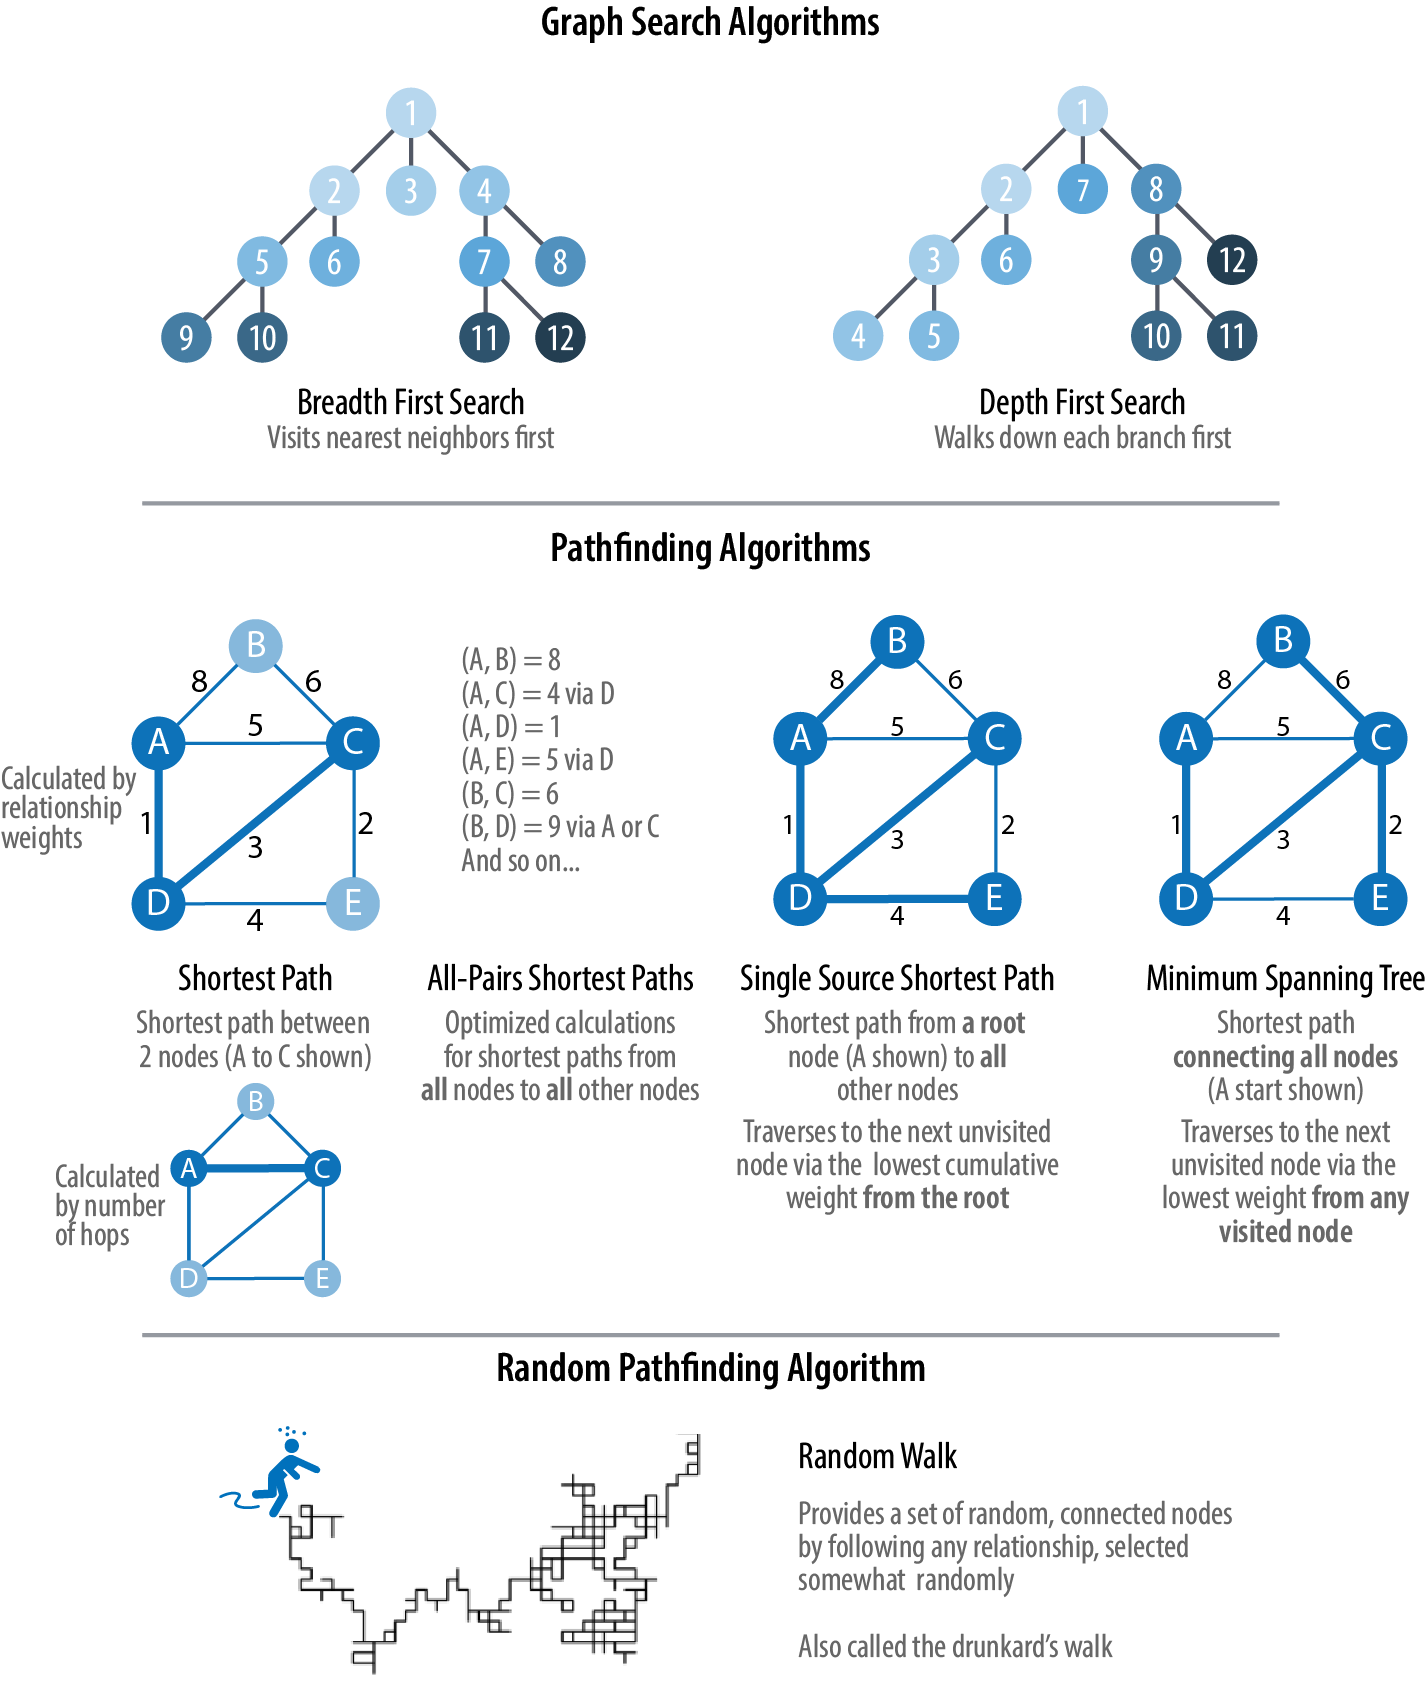 Graph Search Algorithms
1
2 3 4
5 6 7 8
9 10 11 12
Breadth First Search
Visits nearest neighbors first
1
2 7 8
3 6 9 12
4 5 10 11
Depth First Search
Walks down each branch first
Pathfinding Algorithms
B
8 6
A 5 C
Calculated by
relationship
weights
1 3 2
D 4 E
Shortest Path
Shortest path between
2 nodes (A to C shown)
B
A C
Calculated
by number
of hops
D E
(A, B) = 8
(A, C) = 4 via D
(A, D) = 1
(A, E) = 5 via D
(B, C) = 6
(B, D) = 9 via A or C
And so on...
All-Pairs Shortest Paths
Optimized calculations
for shortest paths from
all nodes to all other nodes
B
8 6
A 5 C
1 3 2
D 4 E
Single Source Shortest Path
Shortest path from a root
node (A shown) to all
other nodes
Traverses to the next unvisited
node via the lowest cumulative
weight from the root
B
8 6
A 5 C
1 3 2
D 4 E
Minimum Spanning Tree
Shortest path
connecting all nodes
(A start shown)
Traverses to the next
unvisited node via the
lowest weight from any
visited node
Random Pathfinding Algorithm
Random Walk
Provides a set of random, connected nodes
by following any relationship, selected
somewhat randomly
Also called the drunkard’s walk